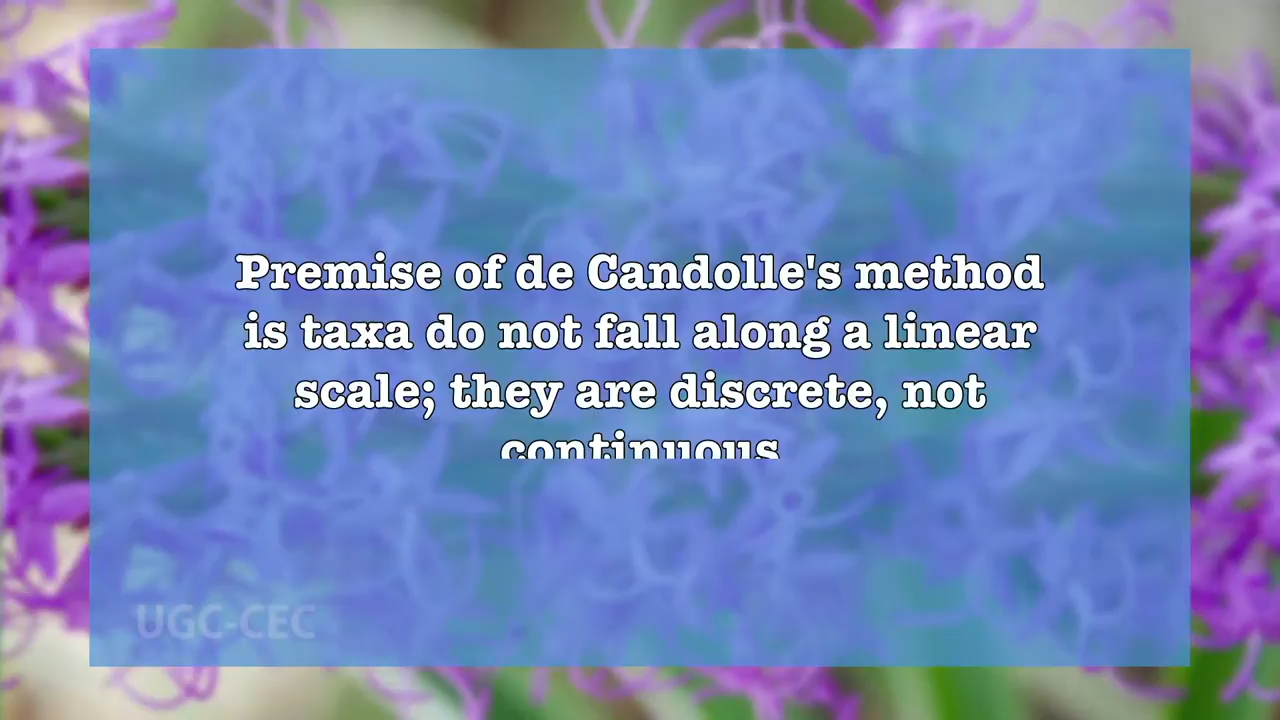 Premise of de Candolle's method
is taxa do not fall along a linear
scale; they are discrete, not
continuous
UGC-CEC